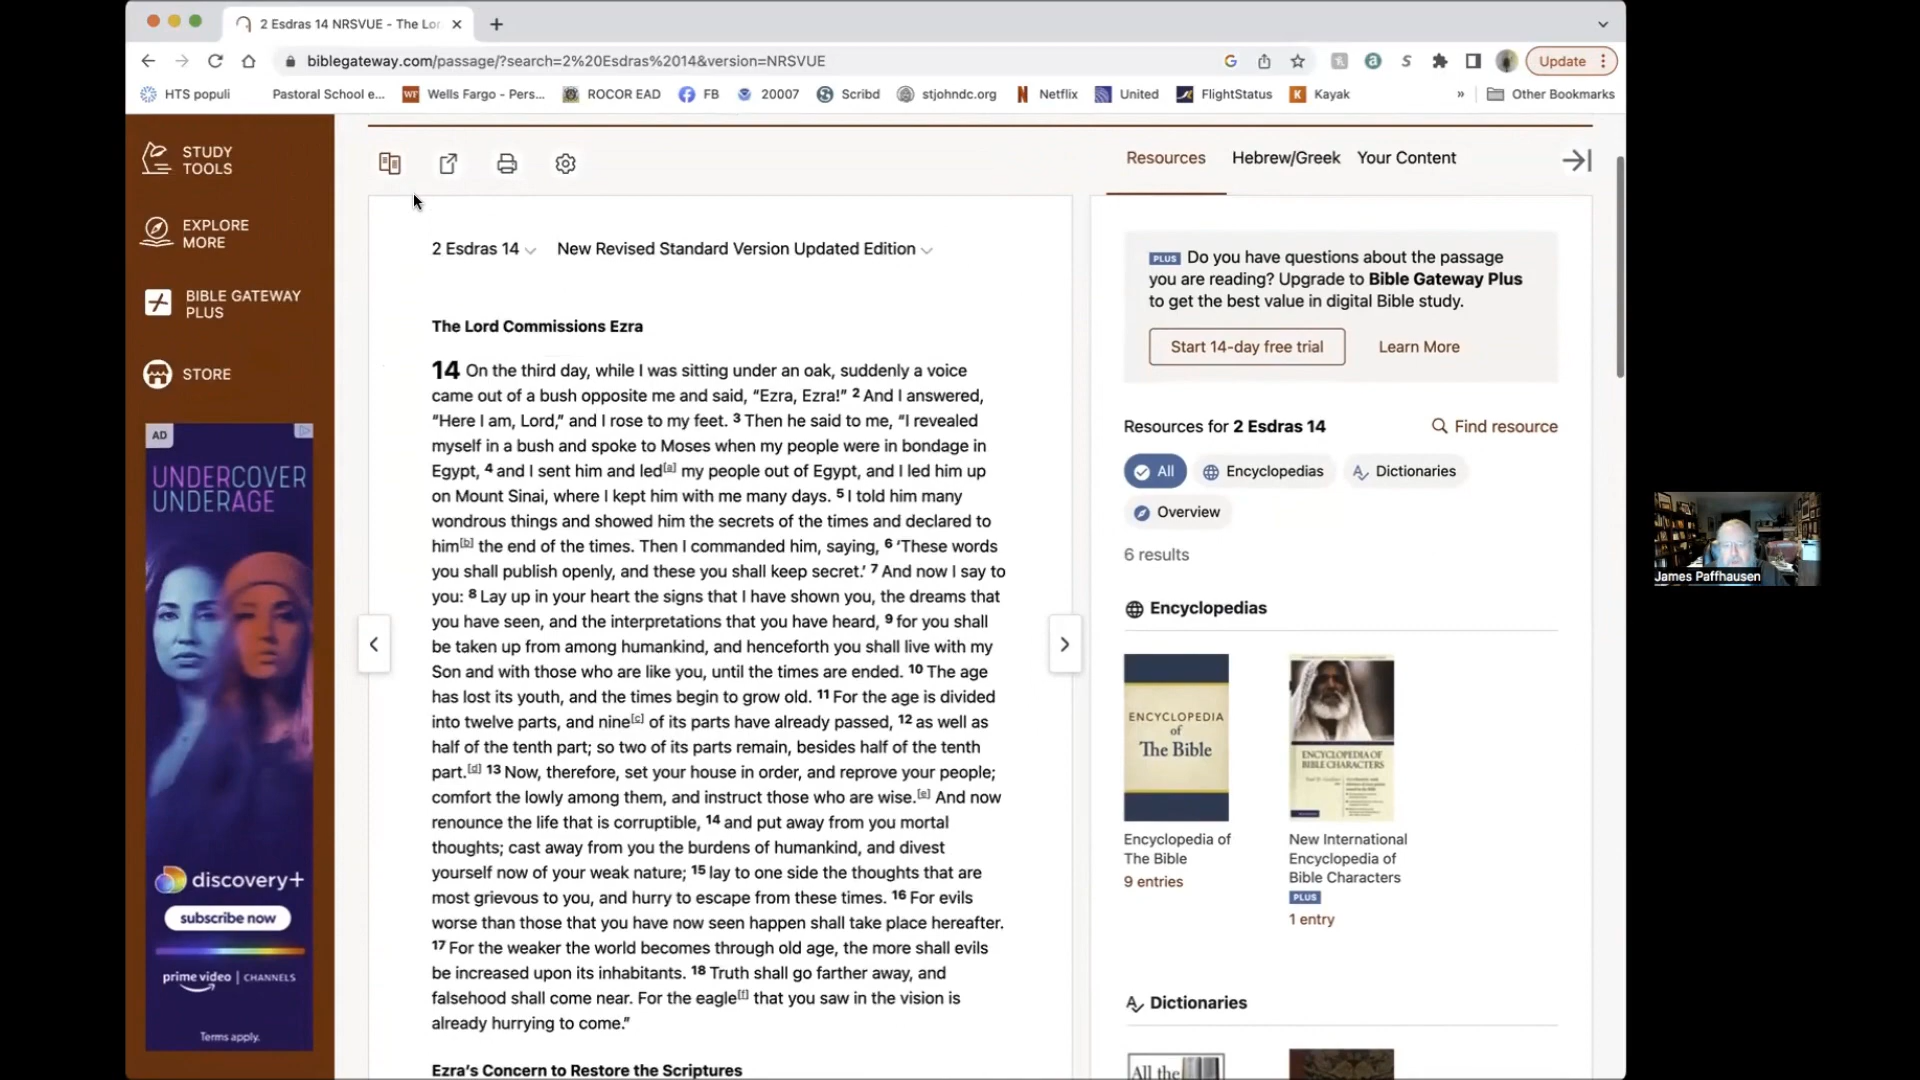 2 Esdras 14 NRSVUE - The Lor
biblegateway.com/passage/?search=2%20Esdras%2014&version=NRSVUE
Update
HTS populi
Pastoral School e...
WF Wells Fargo - Pers...
ROCOR EAD
FB
20007
Scribd
stjohndc.org
Netflix
United
FlightStatus
Kayak
»
Other Bookmarks
STUDY
TOOLS
EXPLORE
MORE
BIBLE GATEWAY
PLUS
STORE
AD
UNDERCOVER
UNDERAGE
discovery+
subscribe now
prime video | CHANNELS
Terms apply.
2 Esdras 14
New Revised Standard Version Updated Edition
The Lord Commissions Ezra
14 On the third day, while I was sitting under an oak, suddenly a voice
came out of a bush opposite me and said, “Ezra, Ezra!” 2 And I answered,
“Here I am, Lord,” and I rose to my feet. 3 Then he said to me, “I revealed
myself in a bush and spoke to Moses when my people were in bondage in
Egypt, 4 and I sent him and led[a] my people out of Egypt, and I led him up
on Mount Sinai, where I kept him with me many days. 5 I told him many
wondrous things and showed him the secrets of the times and declared to
him[b] the end of the times. Then I commanded him, saying, 6 ‘These words
you shall publish openly, and these you shall keep secret.’ 7 And now I say to
you: 8 Lay up in your heart the signs that I have shown you, the dreams that
you have seen, and the interpretations that you have heard, 9 for you shall
be taken up from among humankind, and henceforth you shall live with my
Son and with those who are like you, until the times are ended. 10 The age
has lost its youth, and the times begin to grow old. 11 For the age is divided
into twelve parts, and nine[c] of its parts have already passed, 12 as well as
half of the tenth part; so two of its parts remain, besides half of the tenth
part.[d] 13 Now, therefore, set your house in order, and reprove your people;
comfort the lowly among them, and instruct those who are wise.[e] And now
renounce the life that is corruptible, 14 and put away from you mortal
thoughts; cast away from you the burdens of humankind, and divest
yourself now of your weak nature; 15 lay to one side the thoughts that are
most grievous to you, and hurry to escape from these times. 16 For evils
worse than those that you have now seen happen shall take place hereafter.
17 For the weaker the world becomes through old age, the more shall evils
be increased upon its inhabitants. 18 Truth shall go farther away, and
falsehood shall come near. For the eagle[f] that you saw in the vision is
already hurrying to come.”
Ezra’s Concern to Restore the Scriptures
Resources
Hebrew/Greek
Your Content
PLUS Do you have questions about the passage
you are reading? Upgrade to Bible Gateway Plus
to get the best value in digital Bible study.
Start 14-day free trial
Learn More
Resources for 2 Esdras 14
Find resource
All
Encyclopedias
Dictionaries
Overview
6 results
Encyclopedias
ENCYCLOPEDIA
of
The Bible
ENCYCLOPEDIA OF
BIBLE CHARACTERS
Encyclopedia of
The Bible
9 entries
New International
Encyclopedia of
Bible Characters
PLUS
1 entry
Dictionaries
All the
James Paffhausen